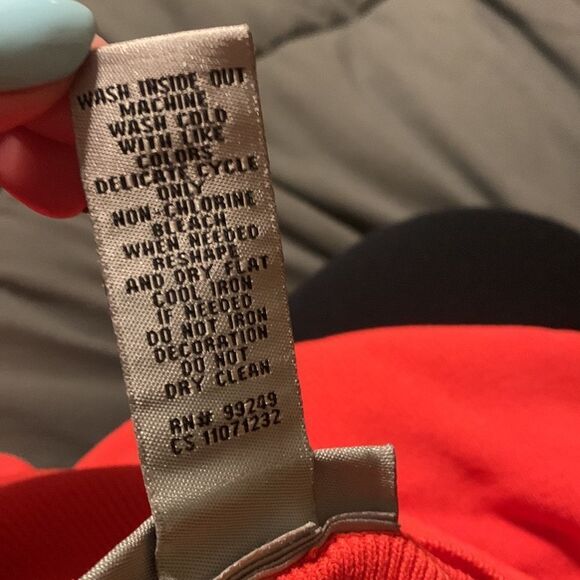 WASH INSIDE OUT
MACHINE
WASH COLD
WITH LIKE
COLORS
DELICATE CYCLE
ONLY
NON-CHLORINE
BLEACH
WHEN NEEDED
RESHAPE
AND DRY FLAT
COOL IRON
IF NEEDED
DO NOT IRON
DECORATION
DO NOT
DRY CLEAN
RN# 99249
CS 11071232